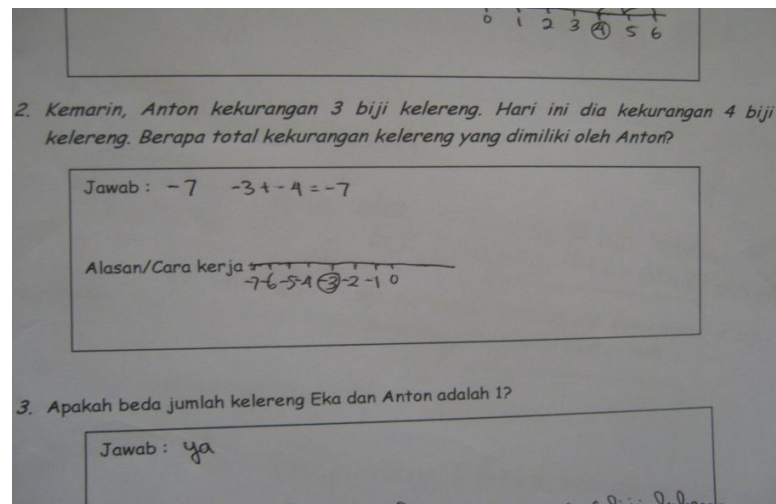 0 1 2 3 4 5 6
2. Kemarin, Anton kekurangan 3 biji kelereng. Hari ini dia kekurangan 4 biji
kelereng. Berapa total kekurangan kelereng yang dimiliki oleh Anton?
Jawab : -7 -3 + -4 = -7
Alasan/Cara kerja
-7 -6 -5 -4 -3 -2 -1 0
3. Apakah beda jumlah kelereng Eka dan Anton adalah 1?
Jawab : ya